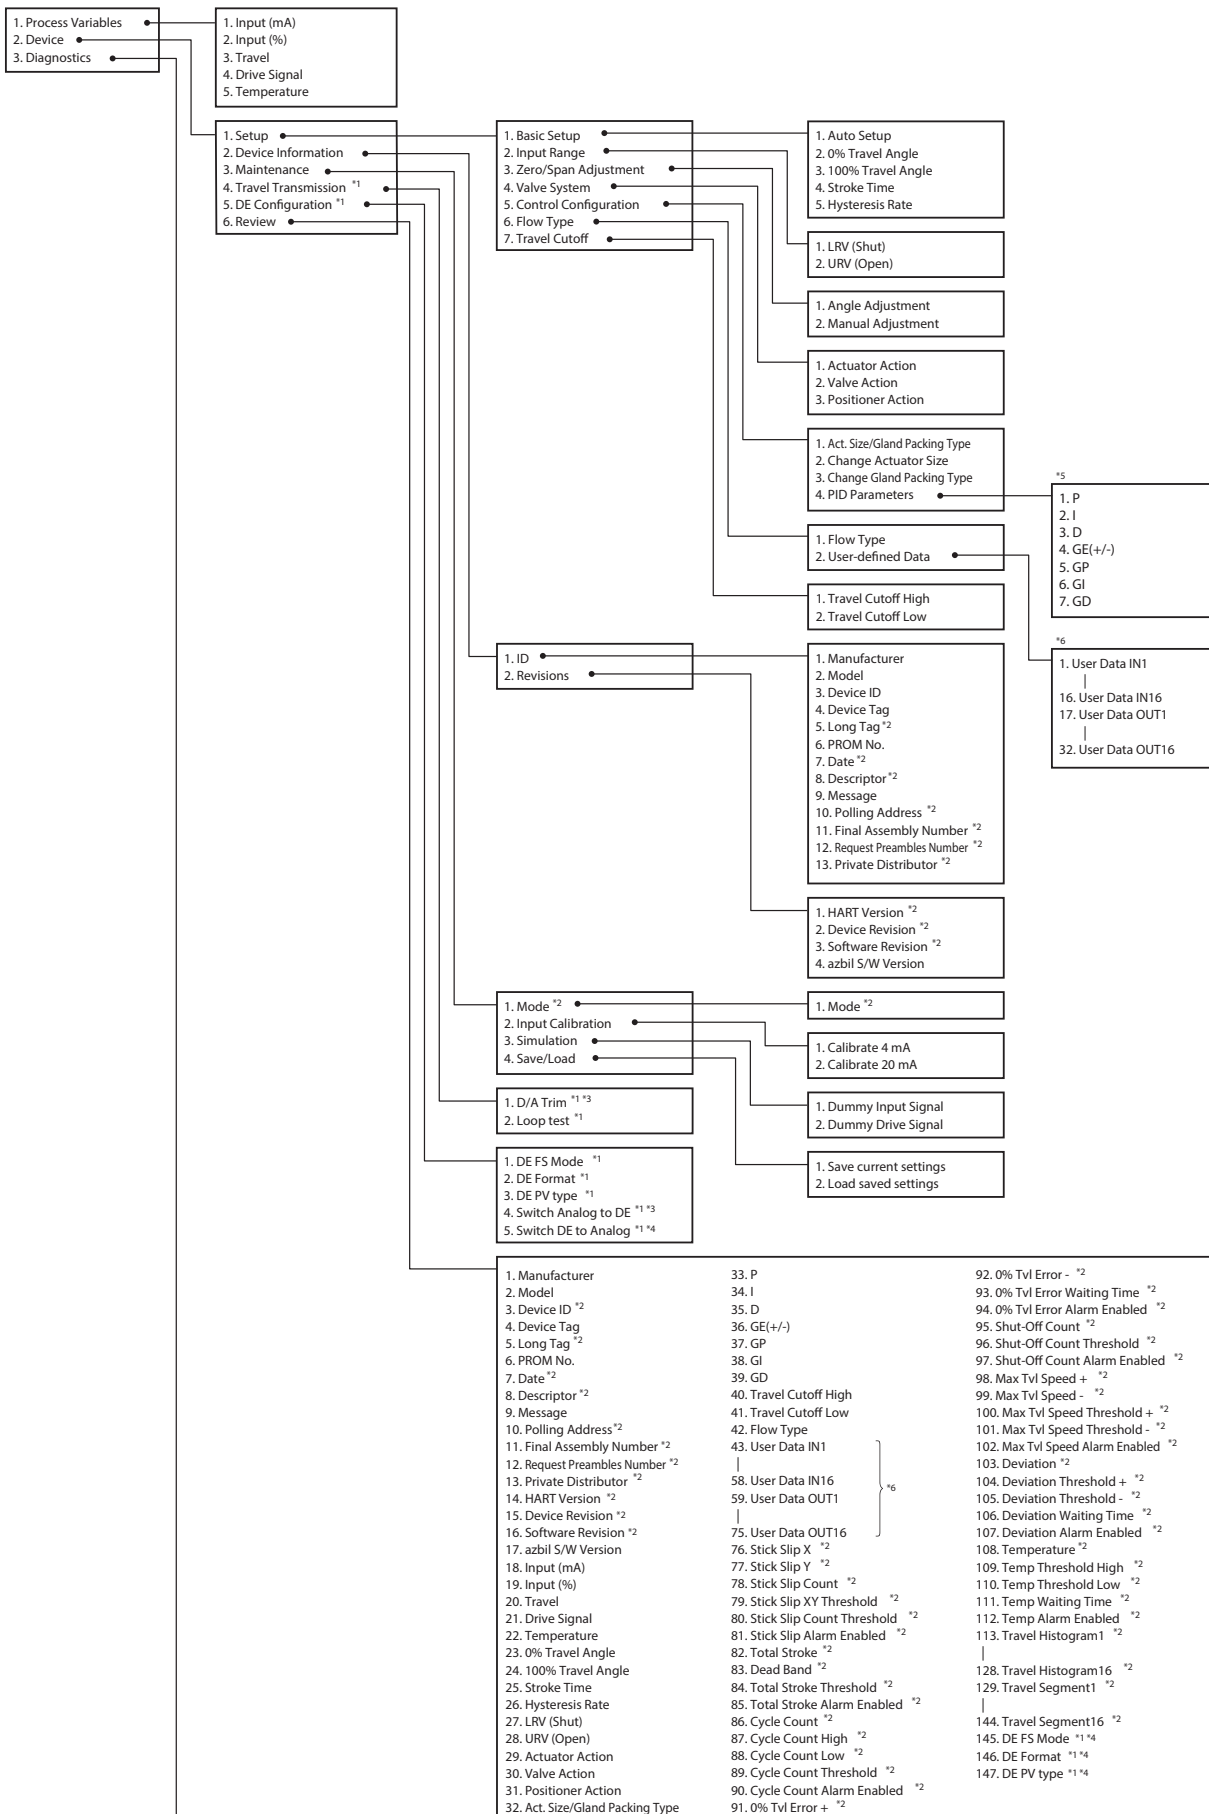 1. Process Variables
2. Device
3. Diagnostics
1. Input (mA)
2. Input (%)
3. Travel
4. Drive Signal
5. Temperature
1. Setup
2. Device Information
3. Maintenance
4. Travel Transmission *1
5. DE Configuration *1
6. Review
1. Basic Setup
2. Input Range
3. Zero/Span Adjustment
4. Valve System
5. Control Configuration
6. Flow Type
7. Travel Cutoff
1. Auto Setup
2. 0% Travel Angle
3. 100% Travel Angle
4. Stroke Time
5. Hysteresis Rate
1. LRV (Shut)
2. URV (Open)
1. Angle Adjustment
2. Manual Adjustment
1. Actuator Action
2. Valve Action
3. Positioner Action
1. Act. Size/Gland Packing Type
2. Change Actuator Size
3. Change Gland Packing Type
4. PID Parameters
*5
1. P
2. I
3. D
4. GE(+/-)
5. GP
6. GI
7. GD
1. Flow Type
2. User-defined Data
1. Travel Cutoff High
2. Travel Cutoff Low
*6
1. User Data IN1
|
16. User Data IN16
17. User Data OUT1
|
32. User Data OUT16
1. ID
2. Revisions
1. Manufacturer
2. Model
3. Device ID
4. Device Tag
5. Long Tag *2
6. PROM No.
7. Date *2
8. Descriptor *2
9. Message
10. Polling Address *2
11. Final Assembly Number *2
12. Request Preambles Number *2
13. Private Distributor *2
1. HART Version *2
2. Device Revision *2
3. Software Revision *2
4. azbil S/W Version
1. Mode *2
2. Input Calibration
3. Simulation
4. Save/Load
1. Mode *2
1. Calibrate 4 mA
2. Calibrate 20 mA
1. Dummy Input Signal
2. Dummy Drive Signal
1. Save current settings
2. Load saved settings
1. D/A Trim *1 *3
2. Loop test *1
1. DE FS Mode *1
2. DE Format *1
3. DE PV type *1
4. Switch Analog to DE *1 *3
5. Switch DE to Analog *1 *4
1. Manufacturer
2. Model
3. Device ID *2
4. Device Tag
5. Long Tag *2
6. PROM No.
7. Date *2
8. Descriptor *2
9. Message
10. Polling Address *2
11. Final Assembly Number *2
12. Request Preambles Number *2
13. Private Distributor *2
14. HART Version *2
15. Device Revision *2
16. Software Revision *2
17. azbil S/W Version
18. Input (mA)
19. Input (%)
20. Travel
21. Drive Signal
22. Temperature
23. 0% Travel Angle
24. 100% Travel Angle
25. Stroke Time
26. Hysteresis Rate
27. LRV (Shut)
28. URV (Open)
29. Actuator Action
30. Valve Action
31. Positioner Action
32. Act. Size/Gland Packing Type
33. P
34. I
35. D
36. GE(+/-)
37. GP
38. GI
39. GD
40. Travel Cutoff High
41. Travel Cutoff Low
42. Flow Type
43. User Data IN1
|
58. User Data IN16
59. User Data OUT1
|
75. User Data OUT16
*6
76. Stick Slip X *2
77. Stick Slip Y *2
78. Stick Slip Count *2
79. Stick Slip XY Threshold *2
80. Stick Slip Count Threshold *2
81. Stick Slip Alarm Enabled *2
82. Total Stroke *2
83. Dead Band *2
84. Total Stroke Threshold *2
85. Total Stroke Alarm Enabled *2
86. Cycle Count *2
87. Cycle Count High *2
88. Cycle Count Low *2
89. Cycle Count Threshold *2
90. Cycle Count Alarm Enabled *2
91. 0% Tvl Error + *2
92. 0% Tvl Error - *2
93. 0% Tvl Error Waiting Time *2
94. 0% Tvl Error Alarm Enabled *2
95. Shut-Off Count *2
96. Shut-Off Count Threshold *2
97. Shut-Off Count Alarm Enabled *2
98. Max Tvl Speed + *2
99. Max Tvl Speed - *2
100. Max Tvl Speed Threshold + *2
101. Max Tvl Speed Threshold - *2
102. Max Tvl Speed Alarm Enabled *2
103. Deviation *2
104. Deviation Threshold + *2
105. Deviation Threshold - *2
106. Deviation Waiting Time *2
107. Deviation Alarm Enabled *2
108. Temperature *2
109. Temp Threshold High *2
110. Temp Threshold Low *2
111. Temp Waiting Time *2
112. Temp Alarm Enabled *2
113. Travel Histogram1 *2
|
128. Travel Histogram16 *2
129. Travel Segment1 *2
|
144. Travel Segment16 *2
145. DE FS Mode *1 *4
146. DE Format *1 *4
147. DE PV type *1 *4